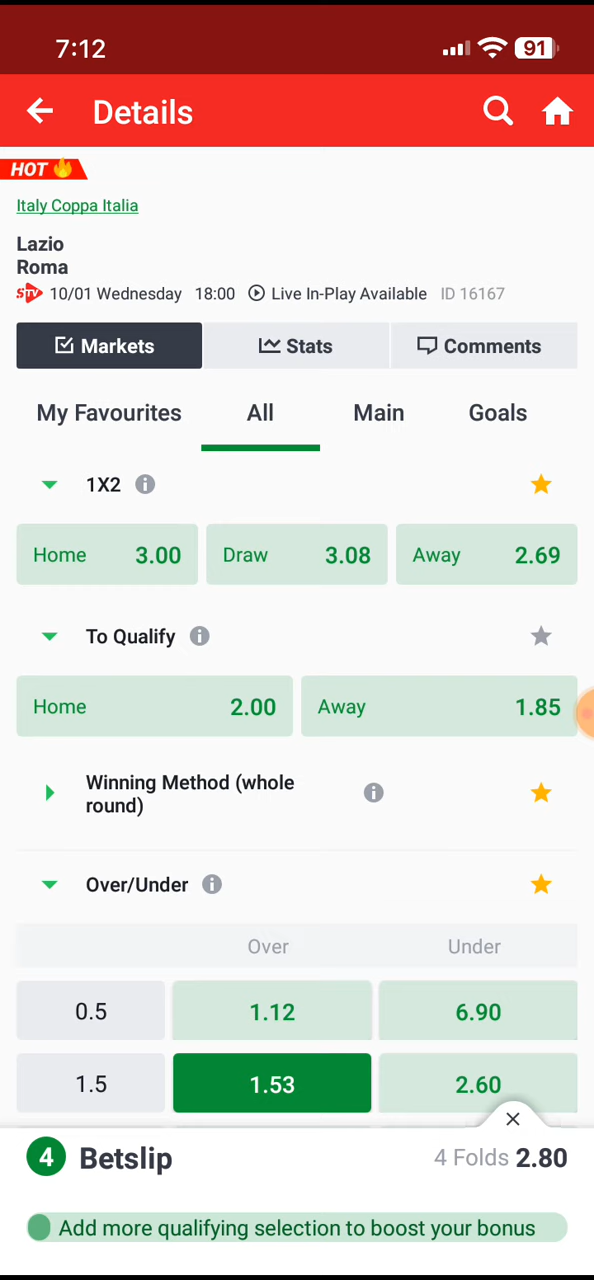 7:12
91
Details
HOT
Italy Coppa Italia
Lazio
Roma
STV 10/01 Wednesday 18:00 Live In-Play Available ID 16167
Markets Stats Comments
My Favourites All Main Goals
1X2 i
Home 3.00 Draw 3.08 Away 2.69
To Qualify i
Home 2.00 Away 1.85
Winning Method (whole
round) i
Over/Under i
Over Under
0.5 1.12 6.90
1.5 1.53 2.60
4 Betslip 4 Folds 2.80
Add more qualifying selection to boost your bonus